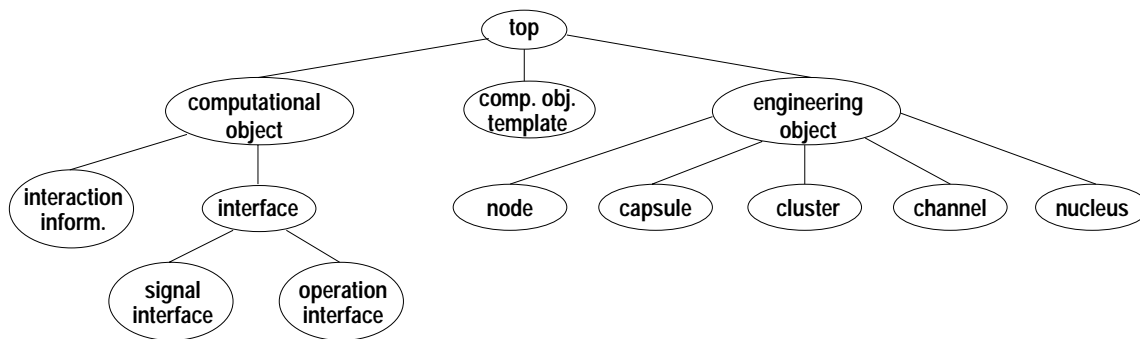 top
computational
object
comp. obj.
template
engineering
object
interaction
inform.
interface
node
capsule
cluster
channel
nucleus
signal
interface
operation
interface